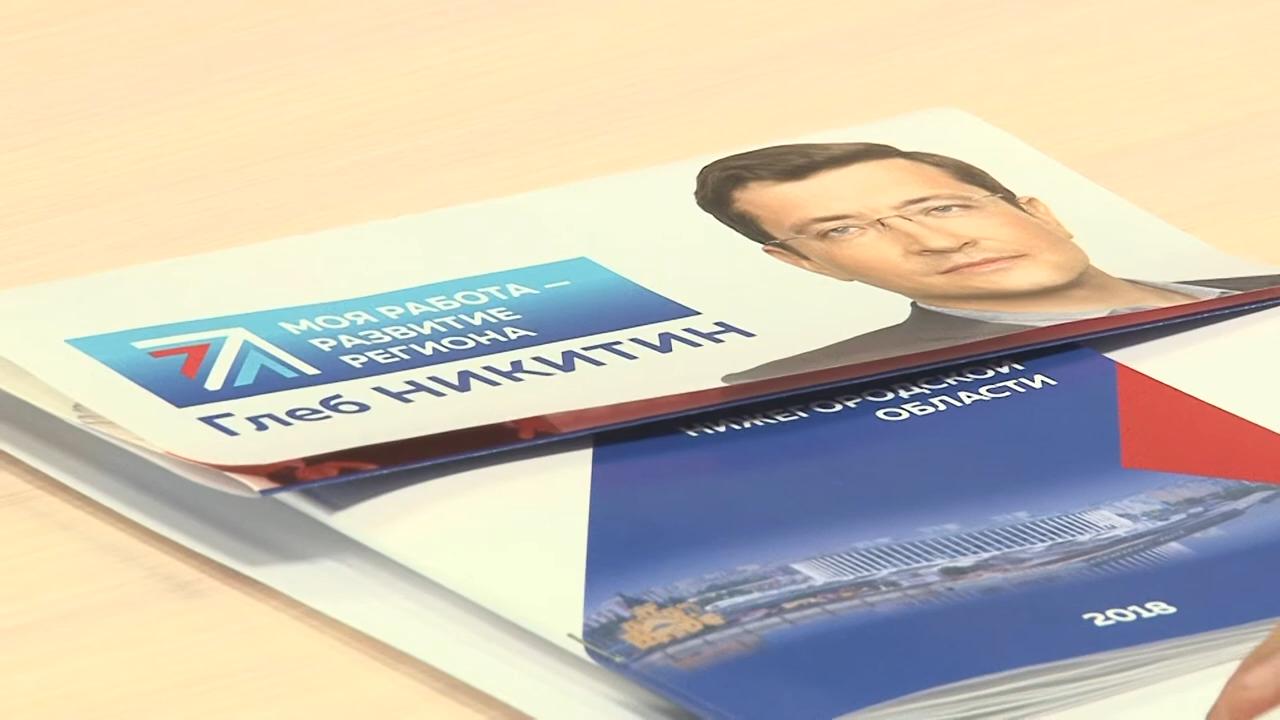 МОЯ РАБОТА —
РАЗВИТИЕ
РЕГИОНА
Глеб НИКИТИН
НИЖЕГОРОДСКОЙ
ОБЛАСТИ
2018